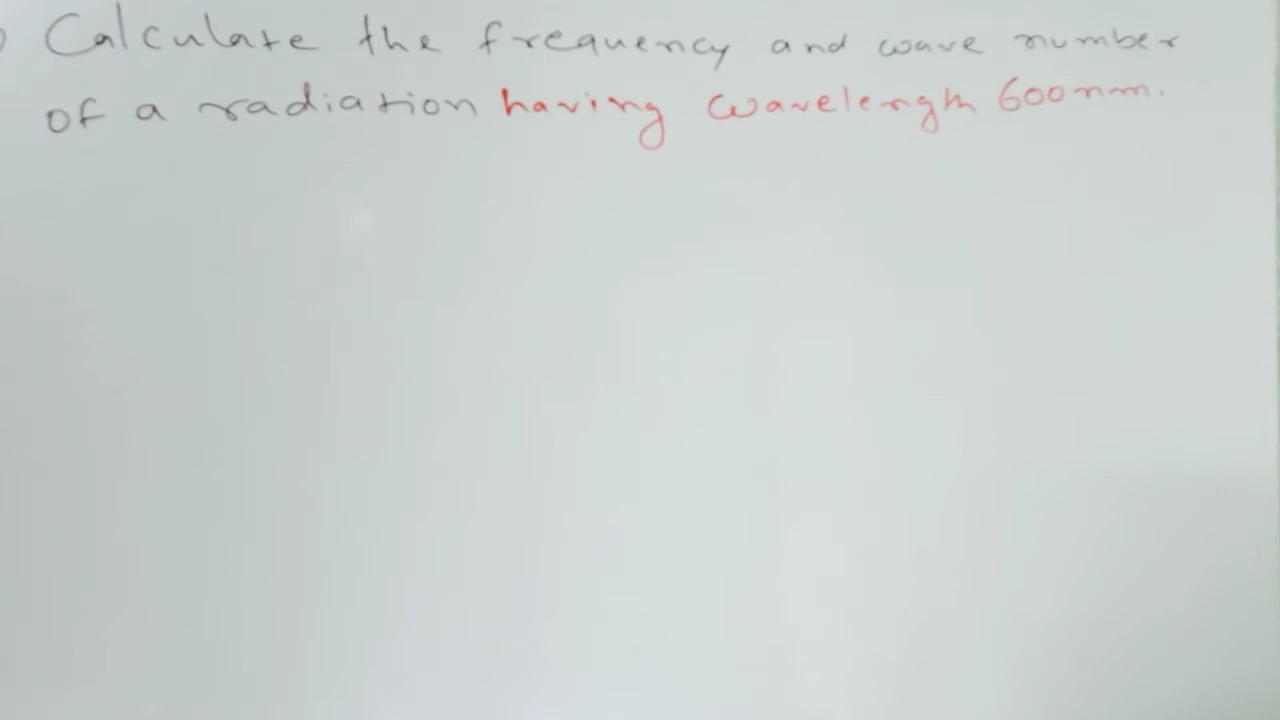 Calculate the frequency and wave number
of a radiation having wavelength 600nm.